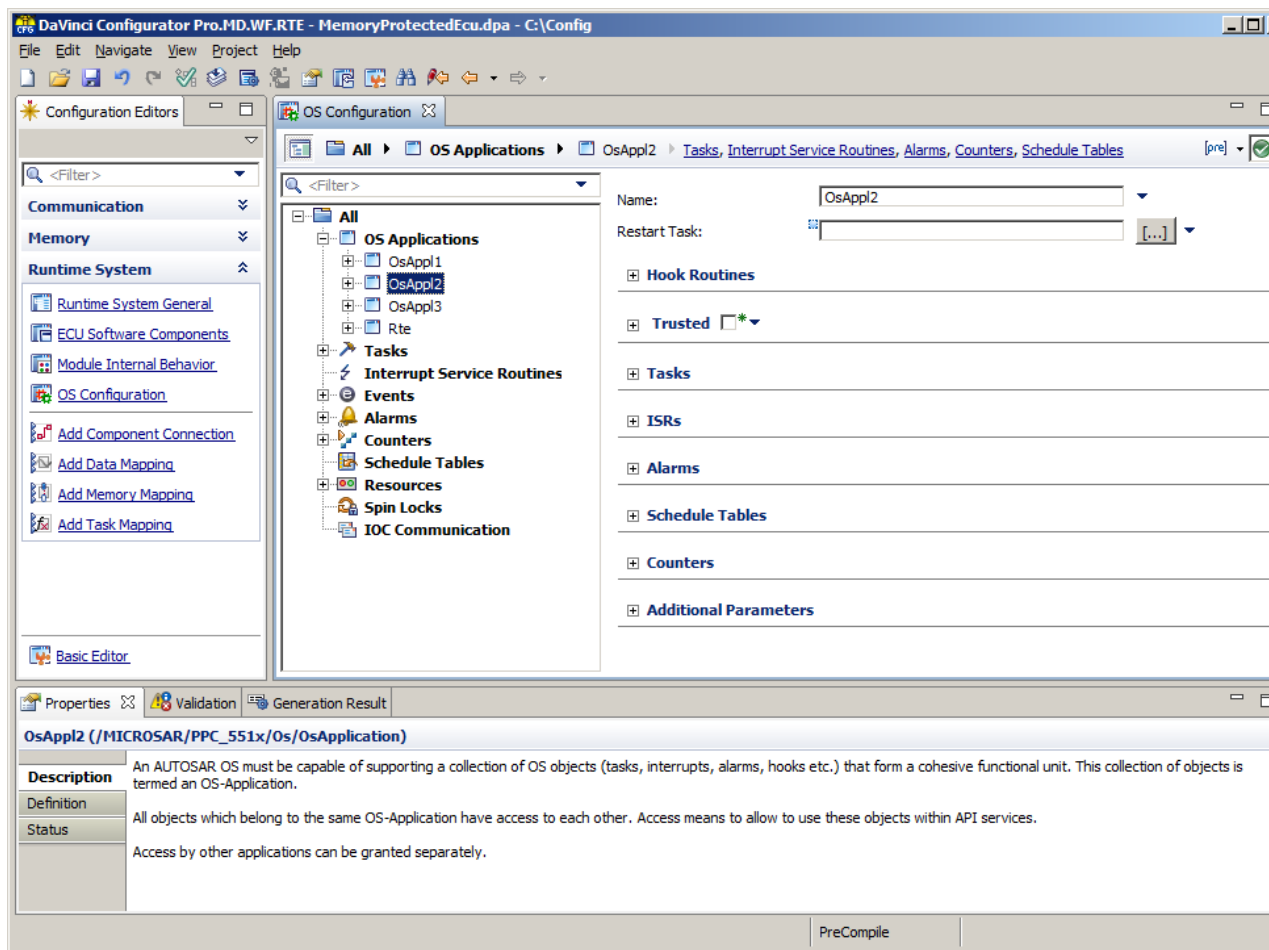 DaVinci Configurator Pro.MD.WF.RTE - MemoryProtectedEcu.dpa - C:\Config
File Edit Navigate View Project Help
Configuration Editors
OS Configuration
All OS Applications OsAppl2 Tasks, Interrupt Service Routines, Alarms, Counters, Schedule Tables [pre]
<Filter>
Communication
Memory
Runtime System
Runtime System General
ECU Software Components
Module Internal Behavior
OS Configuration
Add Component Connection
Add Data Mapping
Add Memory Mapping
Add Task Mapping
Basic Editor
<Filter>
All
OS Applications
OsAppl1
OsAppl2
OsAppl3
Rte
Tasks
Interrupt Service Routines
Events
Alarms
Counters
Schedule Tables
Resources
Spin Locks
IOC Communication
Name: OsAppl2
Restart Task: [...]
Hook Routines
Trusted *
Tasks
ISRs
Alarms
Schedule Tables
Counters
Additional Parameters
Properties Validation Generation Result
OsAppl2 (/MICROSAR/PPC_551x/Os/OsApplication)
Description
Definition
Status
An AUTOSAR OS must be capable of supporting a collection of OS objects (tasks, interrupts, alarms, hooks etc.) that form a cohesive functional unit. This collection of objects is
termed an OS-Application.
All objects which belong to the same OS-Application have access to each other. Access means to allow to use these objects within API services.
Access by other applications can be granted separately.
PreCompile